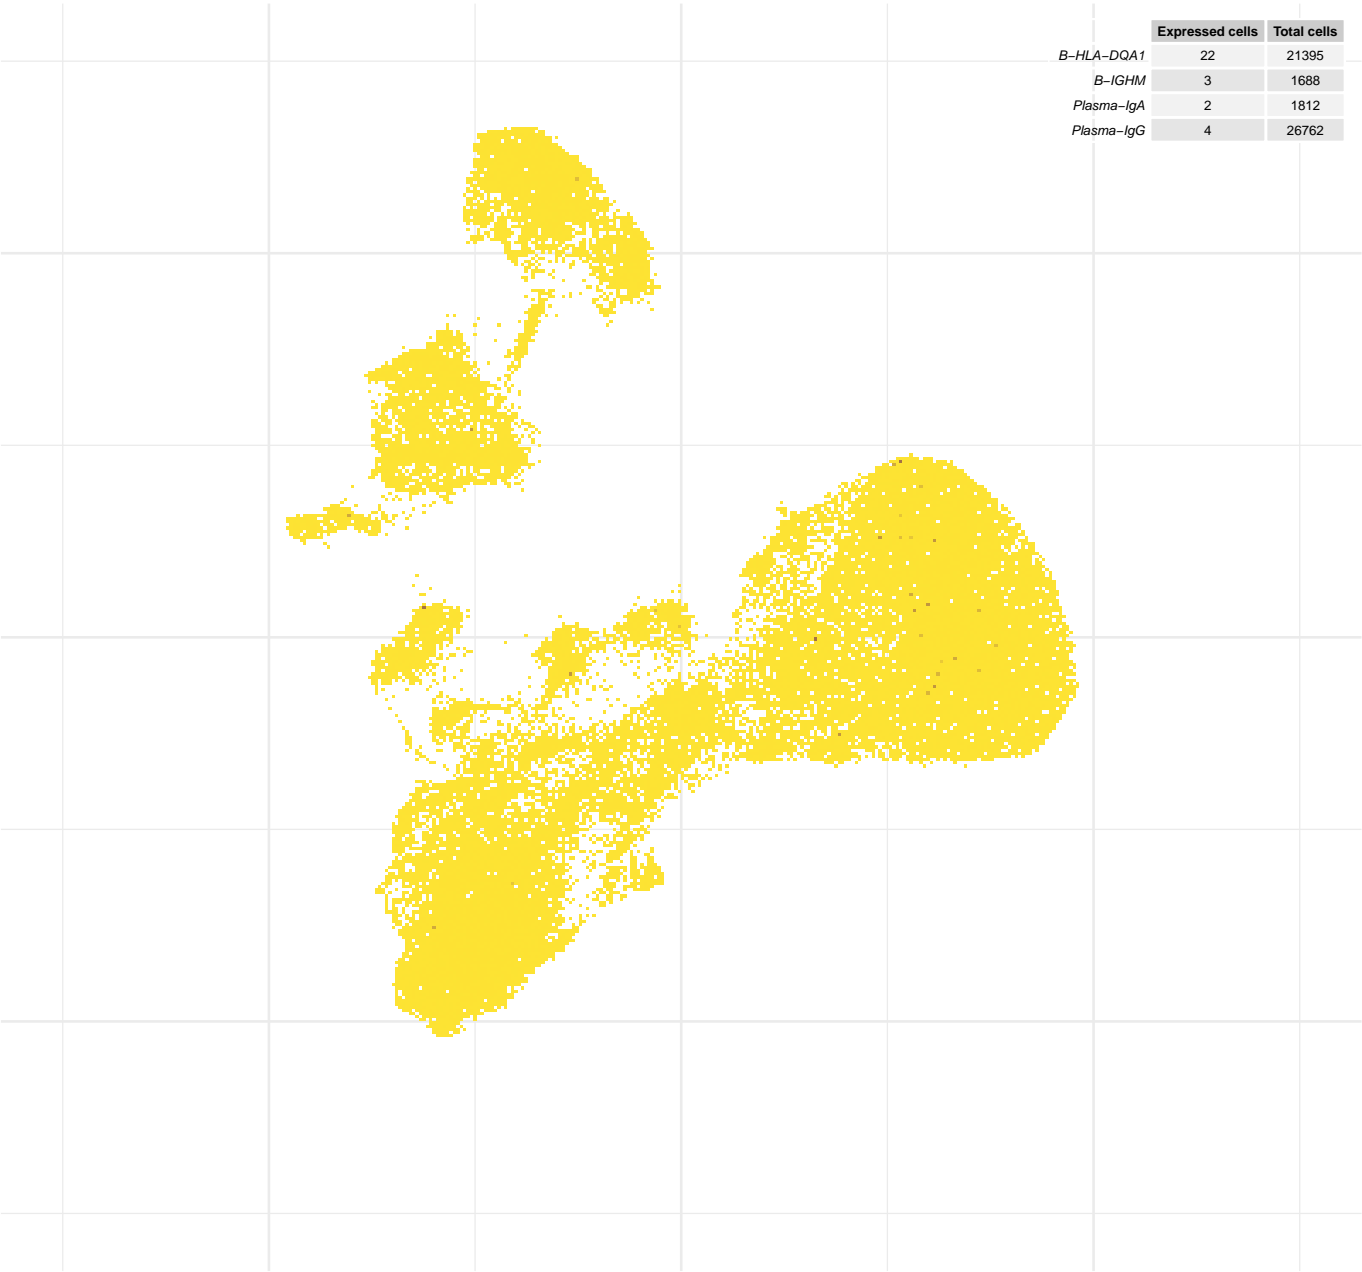 Expressed cells Total cells
B−HLA−DQA1 22 21395
B−IGHM 3 1688
Plasma−IgA 2 1812
Plasma−IgG 4 26762